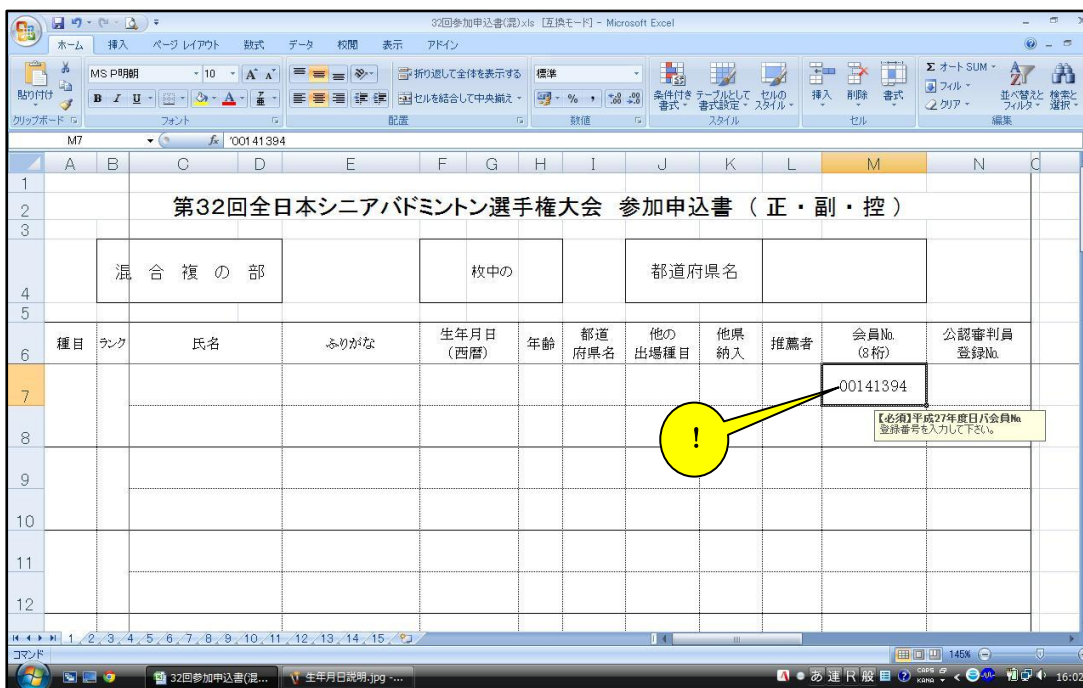 32回参加申込書(混).xls [互換モード] - Microsoft Excel
ホーム 挿入 ページ レイアウト 数式 データ 校閲 表示 アドイン
MS P明朝 10 A A 折り返して全体を表示する 標準 Σ オート SUM
貼り付け B I U A セルを結合して中央揃え % , 条件付き書式 テーブルとして書式設定 セルのスタイル 挿入 削除 書式 フィル クリア 並べ替えとフィルタ 検索と選択
クリップボード フォント 配置 数値 スタイル セル 編集
M7 fx '00141394
A B C D E F G H I J K L M N O
1
2 第32回全日本シニアバドミントン選手権大会 参加申込書 ( 正・副・控 )
3
4 混 合 複 の 部 枚中の 都道府県名
5
6 種目 ランク 氏名 ふりがな 生年月日(西暦) 年齢 都道府県名 他の出場種目 他県納入 推薦者 会員No.(8桁) 公認審判員登録No.
7 00141394
【必須】平成27年度日バ会員No.
登録番号を入力して下さい。
8 !
9
10
11
12
1 2 3 4 5 6 7 8 9 10 11 12 13 14 15
コマンド 145%
32回参加申込書(混... 生年月日説明.jpg -... あ 連 R 般 CAPS KANA 16:02